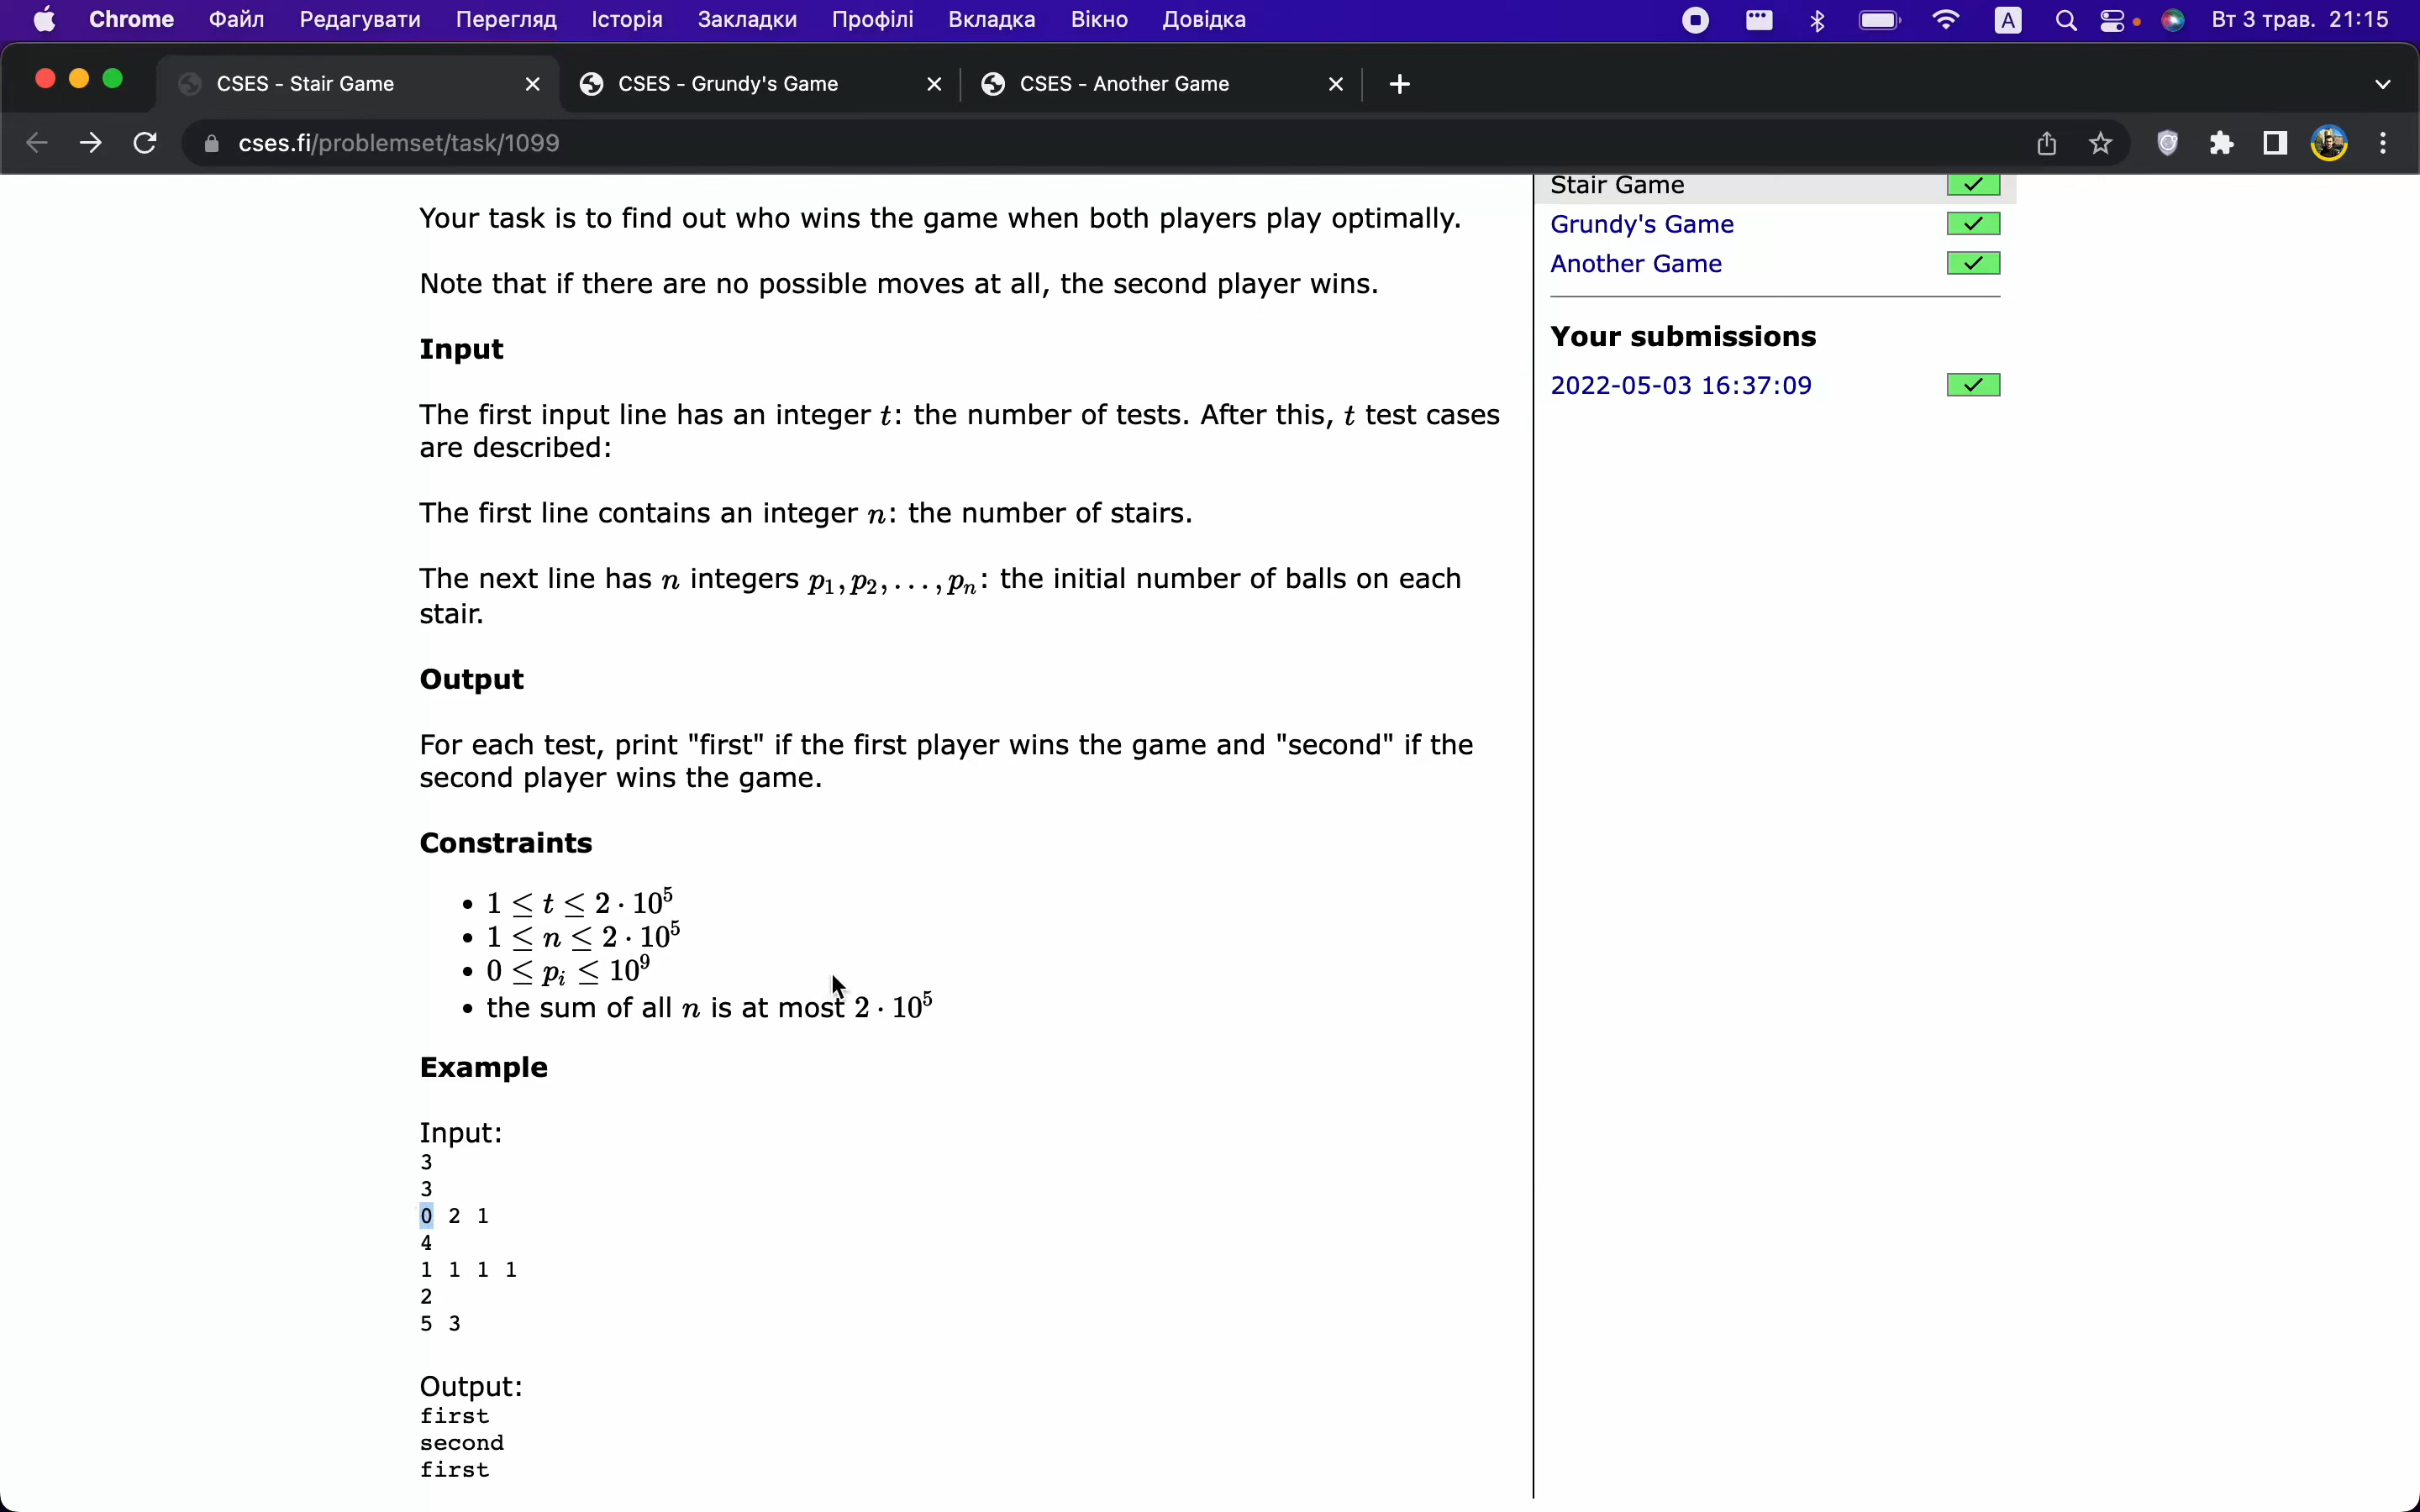 Chrome Файл Редагувати Перегляд Історія Закладки Профілі Вкладка Вікно Довідка A Вт 3 трав. 21:15
CSES - Stair Game CSES - Grundy's Game CSES - Another Game
cses.fi/problemset/task/1099
Stair Game
Your task is to find out who wins the game when both players play optimally.
Grundy's Game
Another Game
Note that if there are no possible moves at all, the second player wins.
Your submissions
Input
2022-05-03 16:37:09
The first input line has an integer t: the number of tests. After this, t test cases
are described:
The first line contains an integer n: the number of stairs.
The next line has n integers p₁, p₂, . . . , pₙ: the initial number of balls on each
stair.
Output
For each test, print "first" if the first player wins the game and "second" if the
second player wins the game.
Constraints
• 1 ≤ t ≤ 2 · 10⁵
• 1 ≤ n ≤ 2 · 10⁵
• 0 ≤ pᵢ ≤ 10⁹
• the sum of all n is at most 2 · 10⁵
Example
Input:
3
3
0 2 1
4
1 1 1 1
2
5 3
Output:
first
second
first